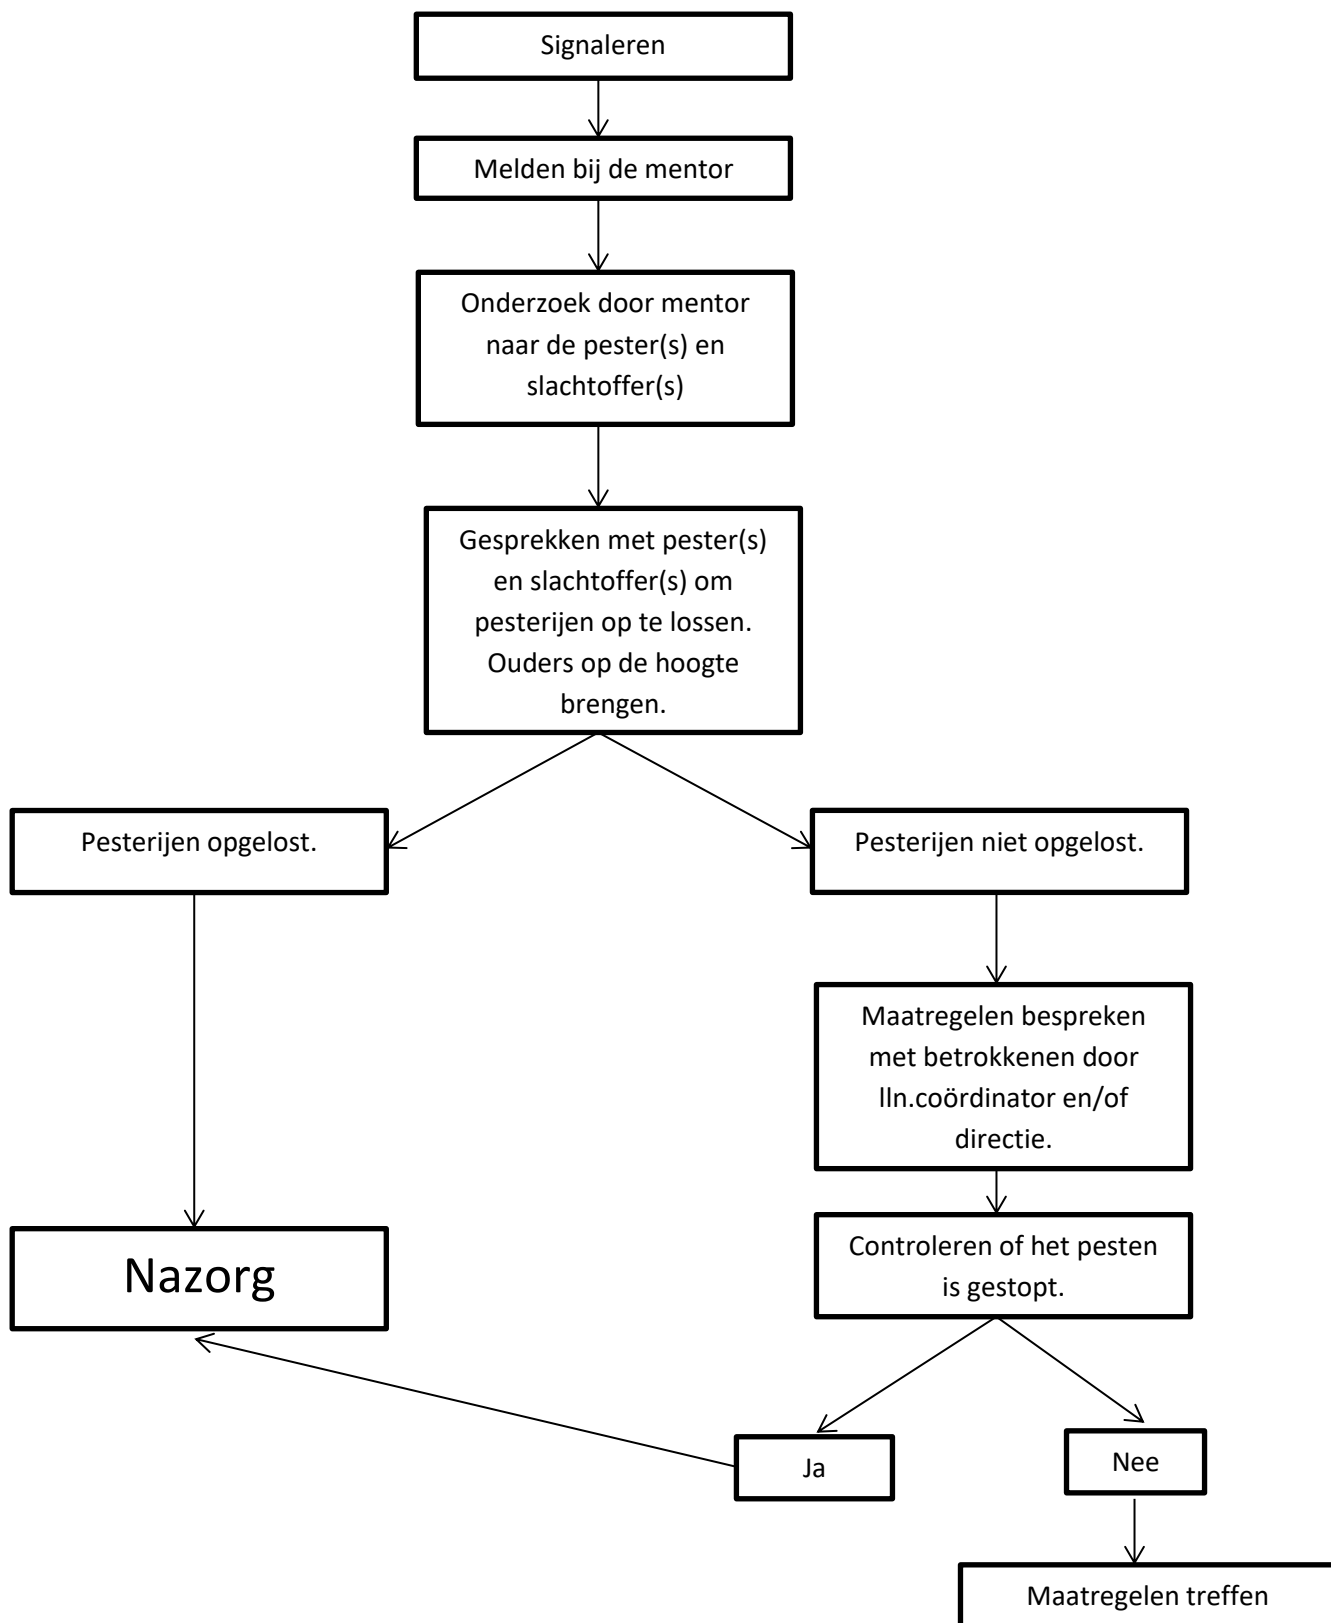 Signaleren
Melden bij de mentor
Onderzoek door mentor
naar de pester(s) en
slachtoffer(s)
Gesprekken met pester(s)
en slachtoffer(s) om
pesterijen op te lossen.
Ouders op de hoogte
brengen.
Pesterijen opgelost.
Pesterijen niet opgelost.
Maatregelen bespreken
met betrokkenen door
lln.coördinator en/of
directie.
Nazorg
Controleren of het pesten
is gestopt.
Ja
Nee
Maatregelen treffen